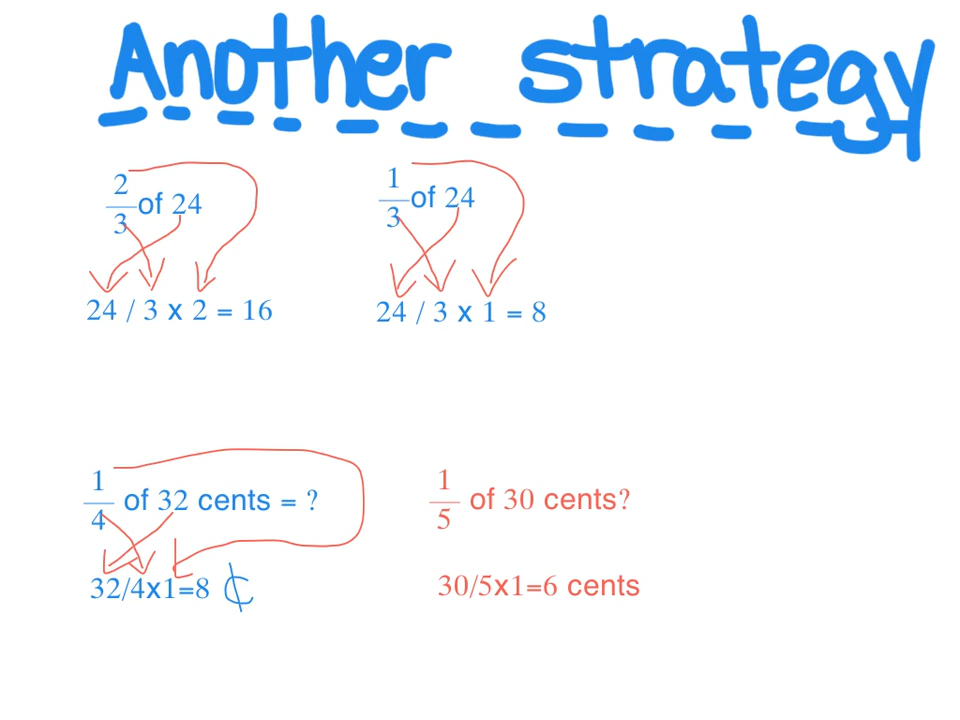 Another strategy
2/3 of 24
24 / 3 x 2 = 16
1/3 of 24
24 / 3 x 1 = 8
1/4 of 32 cents = ?
32/4x1=8 ¢
1/5 of 30 cents?
30/5x1=6 cents